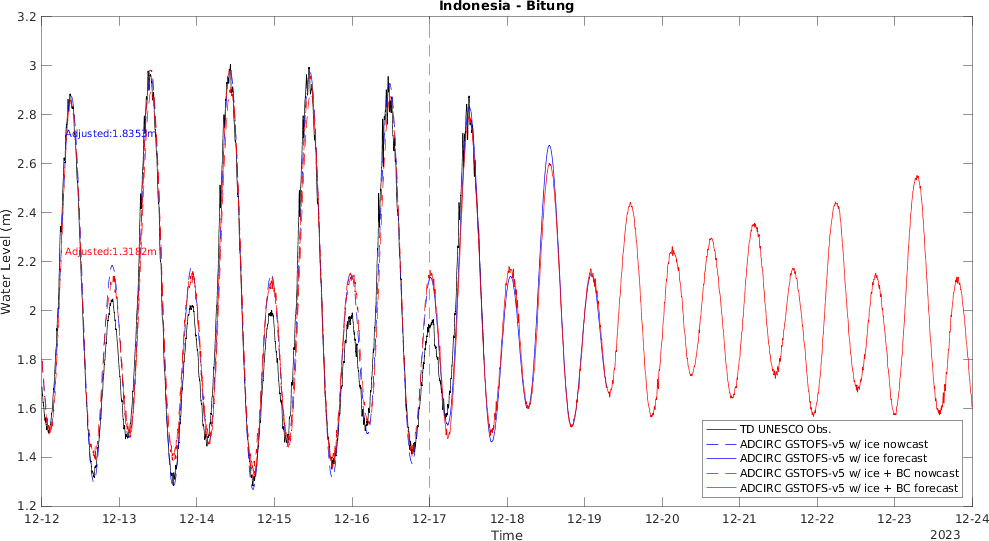 Indonesia - Bitung
3.2
3
2.8
2.6
2.4
2.2
2
1.8
1.6
1.4
1.2
Water Level (m)
Adjusted:1.8353m
Adjusted:1.3182m
TD UNESCO Obs.
ADCIRC GSTOFS-v5 w/ ice nowcast
ADCIRC GSTOFS-v5 w/ ice forecast
ADCIRC GSTOFS-v5 w/ ice + BC nowcast
ADCIRC GSTOFS-v5 w/ ice + BC forecast
12-12 12-13 12-14 12-15 12-16 12-17 12-18 12-19 12-20 12-21 12-22 12-23 12-24
Time
2023